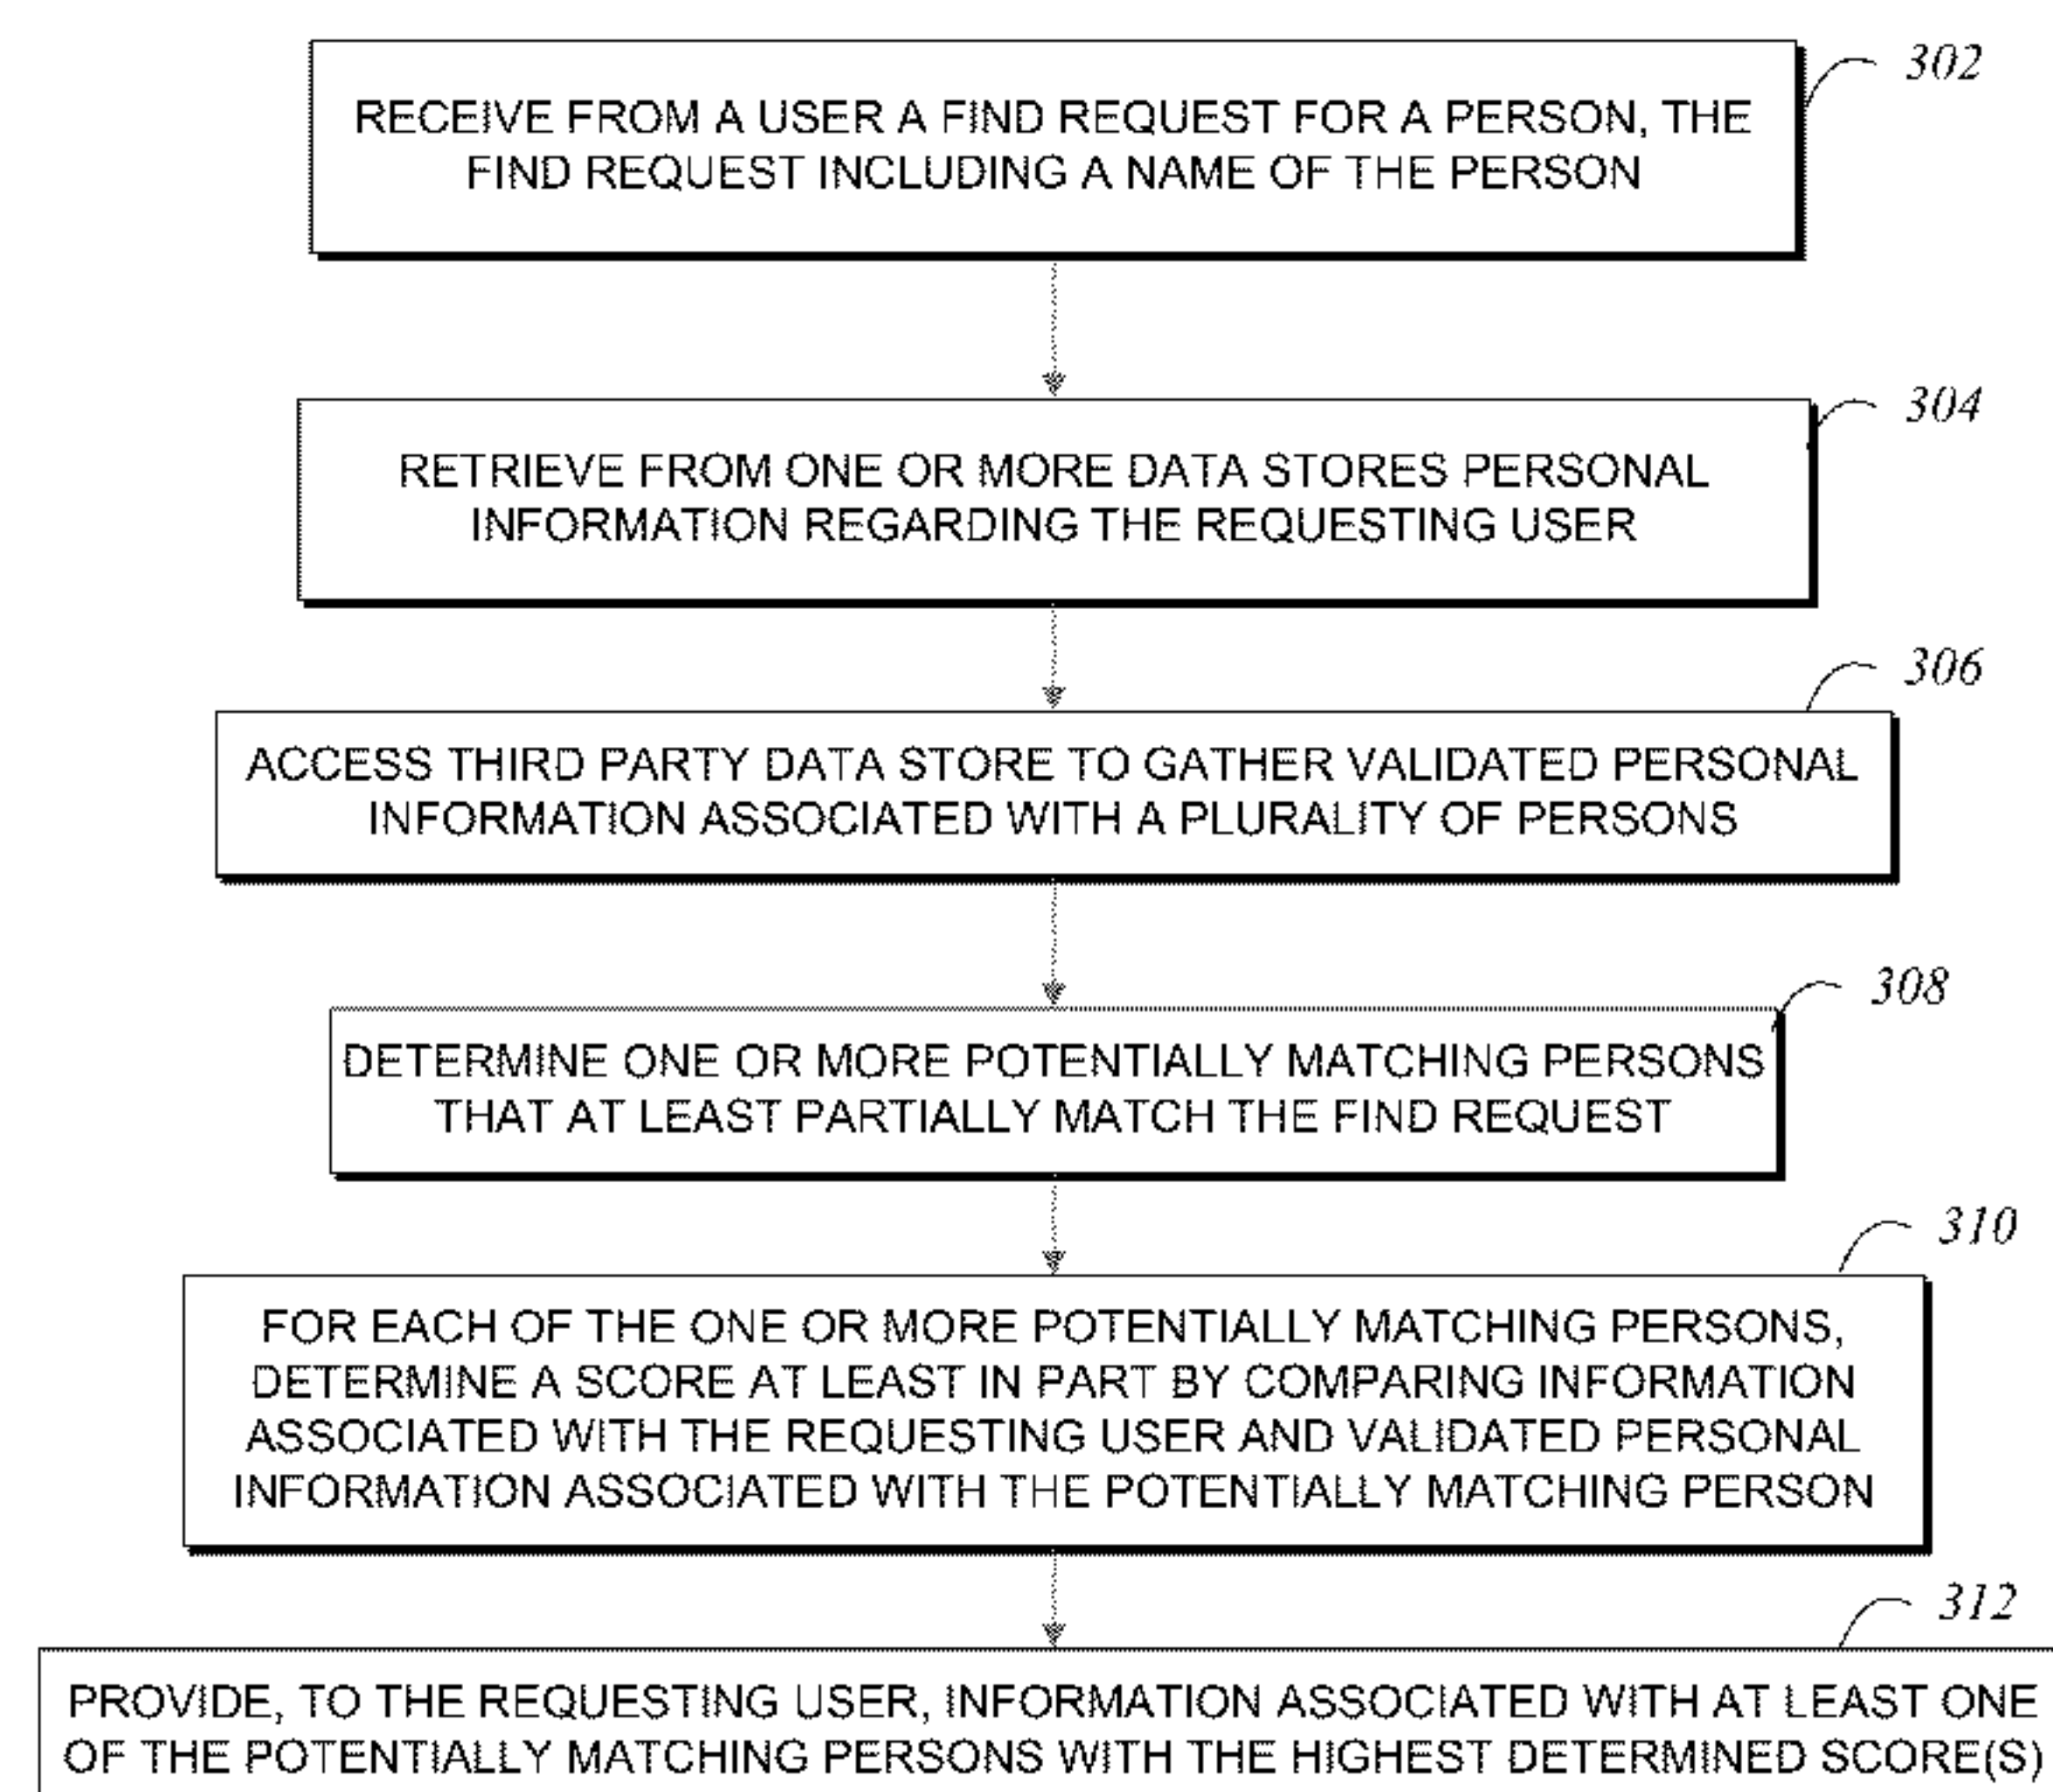 302
RECEIVE FROM A USER A FIND REQUEST FOR A PERSON, THE
FIND REQUEST INCLUDING A NAME OF THE PERSON
304
RETRIEVE FROM ONE OR MORE DATA STORES PERSONAL
INFORMATION REGARDING THE REQUESTING USER
306
ACCESS THIRD PARTY DATA STORE TO GATHER VALIDATED PERSONAL
INFORMATION ASSOCIATED WITH A PLURALITY OF PERSONS
308
DETERMINE ONE OR MORE POTENTIALLY MATCHING PERSONS
THAT AT LEAST PARTIALLY MATCH THE FIND REQUEST
310
FOR EACH OF THE ONE OR MORE POTENTIALLY MATCHING PERSONS,
DETERMINE A SCORE AT LEAST IN PART BY COMPARING INFORMATION
ASSOCIATED WITH THE REQUESTING USER AND VALIDATED PERSONAL
INFORMATION ASSOCIATED WITH THE POTENTIALLY MATCHING PERSON
312
PROVIDE, TO THE REQUESTING USER, INFORMATION ASSOCIATED WITH AT LEAST ONE
OF THE POTENTIALLY MATCHING PERSONS WITH THE HIGHEST DETERMINED SCORE(S)